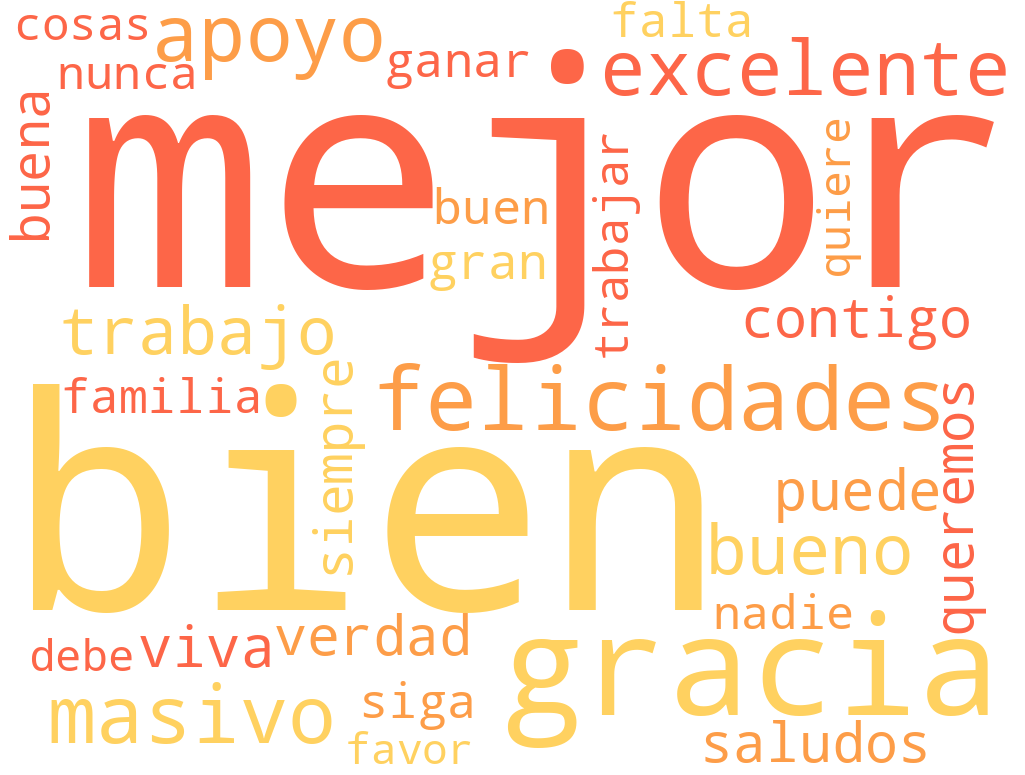 cosas
apoyo
falta
nunca
ganar
excelente
buena
mejor
buen
trabajar
quiere
gran
trabajo
contigo
familia
siempre
felicidades
queremos
bien
puede
bueno
nadie
debe
viva
verdad
gracia
masivo
siga
favor
saludos